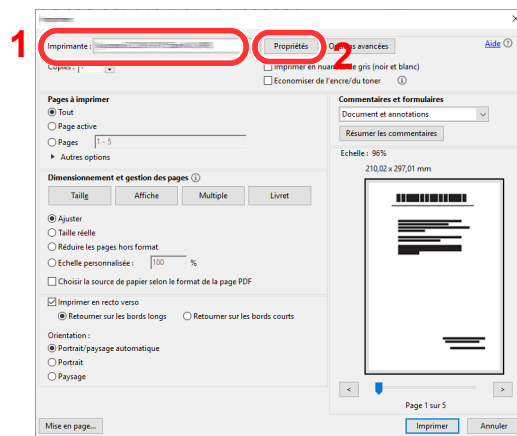 1
Imprimante :
Propriétés
2
Options avancées
Aide
Copies :
Imprimer en nuances de gris (noir et blanc)
Economiser de l'encre/du toner
Pages à imprimer
Tout
Page active
Pages 1 - 5
Autres options
Dimensionnement et gestion des pages
Taille Affiche Multiple Livret
Ajuster
Taille réelle
Réduire les pages hors format
Echelle personnalisée : 100 %
Choisir la source de papier selon le format de la page PDF
Imprimer en recto verso
Retourner sur les bords longs Retourner sur les bords courts
Orientation :
Portrait/paysage automatique
Portrait
Paysage
Commentaires et formulaires
Document et annotations
Résumer les commentaires
Echelle : 96%
210,02 x 297,01 mm
< >
Page 1 sur 5
Mise en page...
Imprimer Annuler